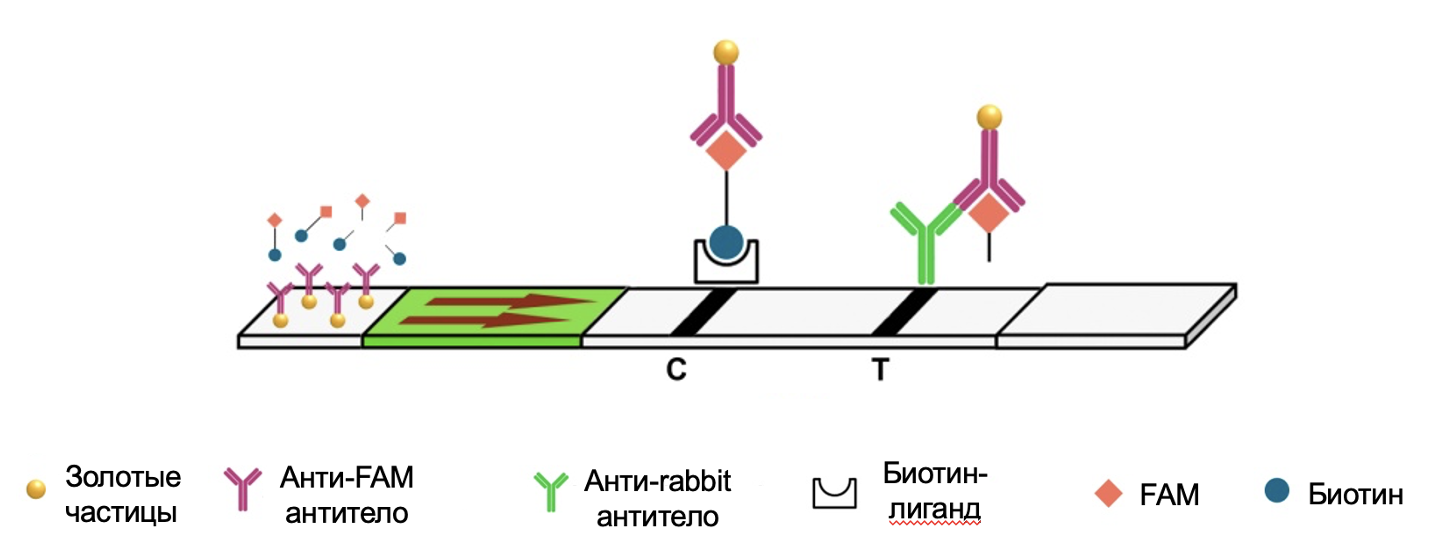 C
T
Золотые
частицы
Анти-FAM
антитело
Анти-rabbit
антитело
Биотин-
лиганд
FAM
Биотин